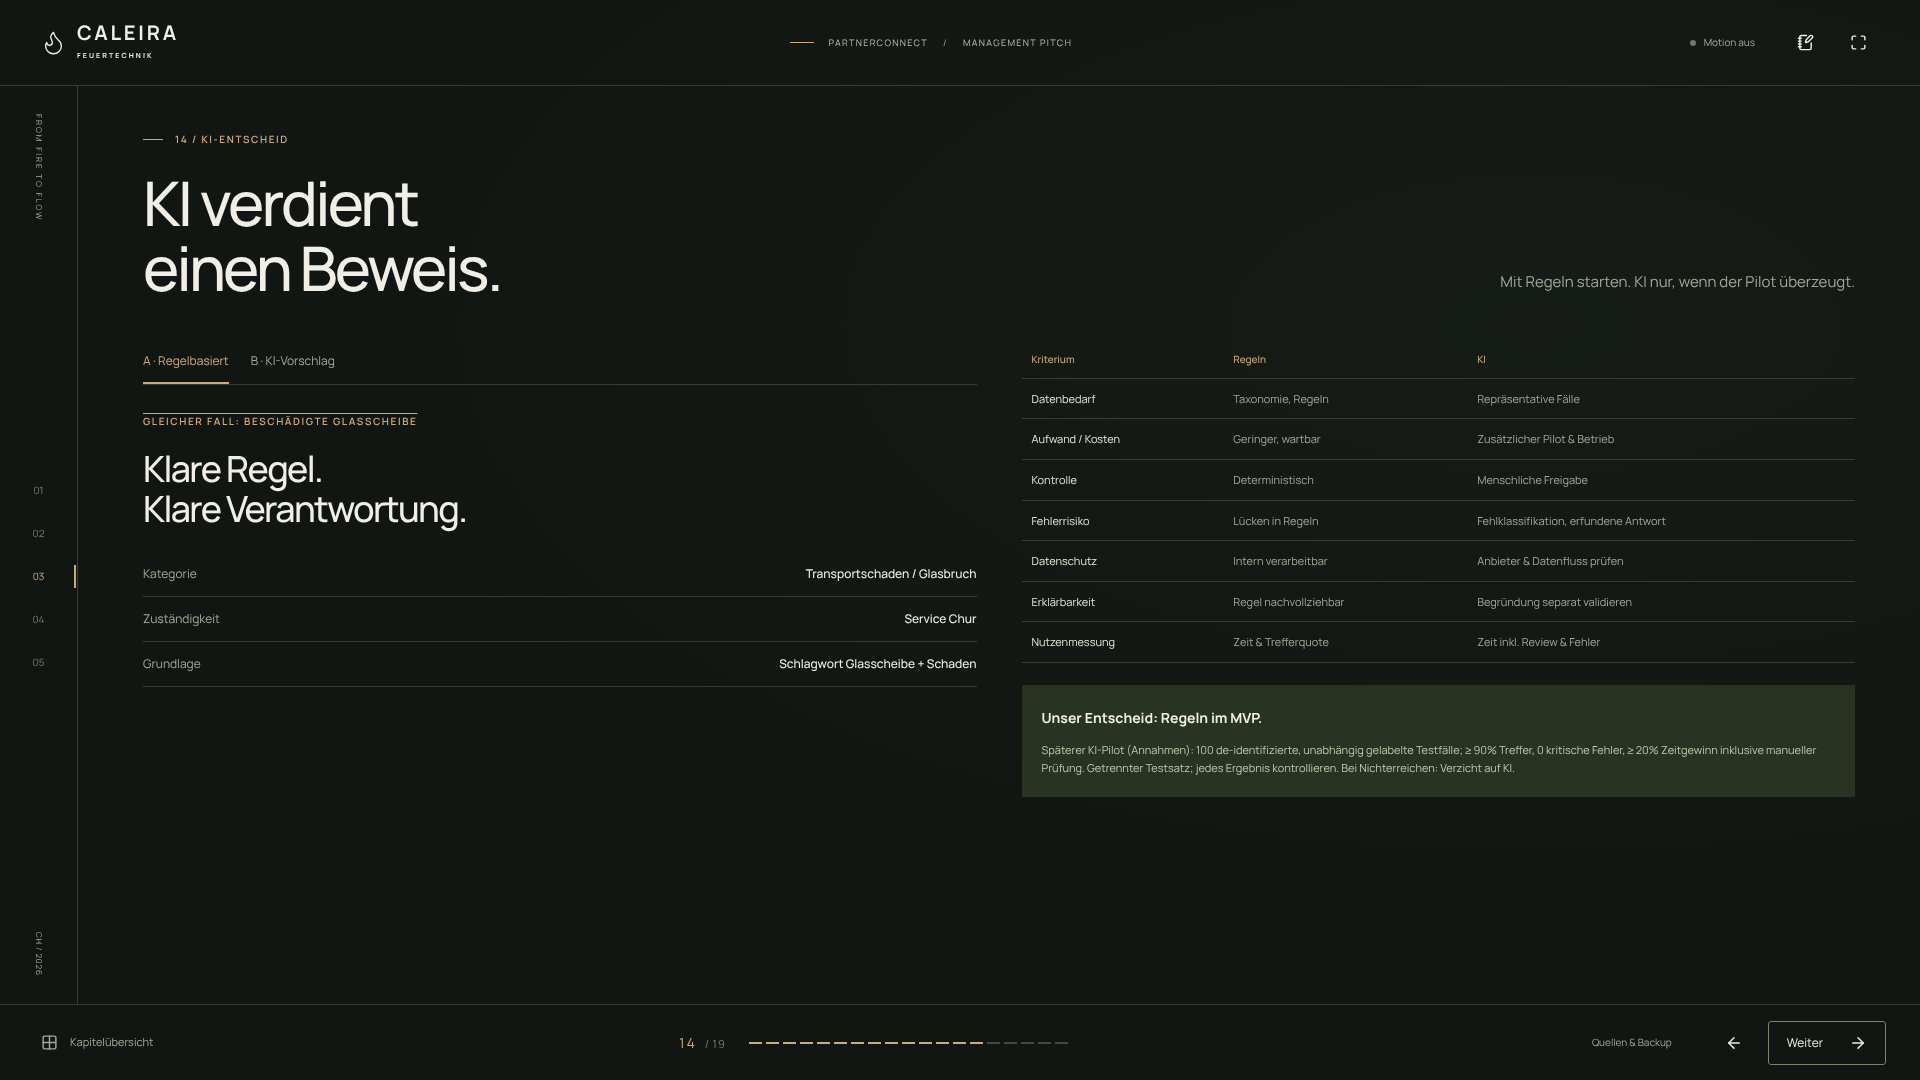 CALEIRA
FEUERTECHNIK
PARTNERCONNECT / MANAGEMENT PITCH
Motion aus
FROM FIRE TO FLOW
01
02
03
04
05
CH / 2026
14 / KI-ENTSCHEID
KI verdient
einen Beweis.
Mit Regeln starten. KI nur, wenn der Pilot überzeugt.
A · Regelbasiert B · KI-Vorschlag
GLEICHER FALL: BESCHÄDIGTE GLASSCHEIBE
Klare Regel.
Klare Verantwortung.
Kategorie Transportschaden / Glasbruch
Zuständigkeit Service Chur
Grundlage Schlagwort Glasscheibe + Schaden
Kriterium Regeln KI
Datenbedarf Taxonomie, Regeln Repräsentative Fälle
Aufwand / Kosten Geringer, wartbar Zusätzlicher Pilot & Betrieb
Kontrolle Deterministisch Menschliche Freigabe
Fehlerrisiko Lücken in Regeln Fehlklassifikation, erfundene Antwort
Datenschutz Intern verarbeitbar Anbieter & Datenfluss prüfen
Erklärbarkeit Regel nachvollziehbar Begründung separat validieren
Nutzenmessung Zeit & Trefferquote Zeit inkl. Review & Fehler
Unser Entscheid: Regeln im MVP.
Späterer KI-Pilot (Annahmen): 100 de-identifizierte, unabhängig gelabelte Testfälle; ≥ 90% Treffer, 0 kritische Fehler, ≥ 20% Zeitgewinn inklusive manueller
Prüfung. Getrennter Testsatz; jedes Ergebnis kontrollieren. Bei Nichterreichen: Verzicht auf KI.
Kapitelübersicht
14 / 19
Quellen & Backup
Weiter